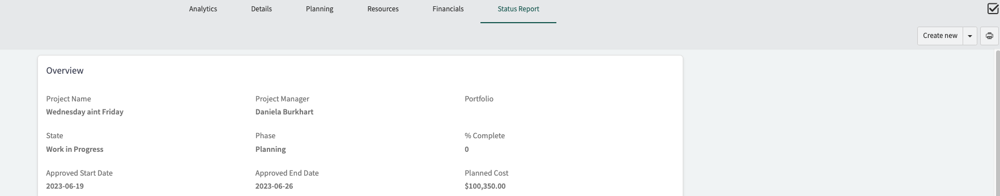 Analytics Details Planning Resources Financials Status Report
Create new
Overview
Project Name Project Manager Portfolio
Wednesday aint Friday Daniela Burkhart
State Phase % Complete
Work in Progress Planning 0
Approved Start Date Approved End Date Planned Cost
2023-06-19 2023-06-26 $100,350.00